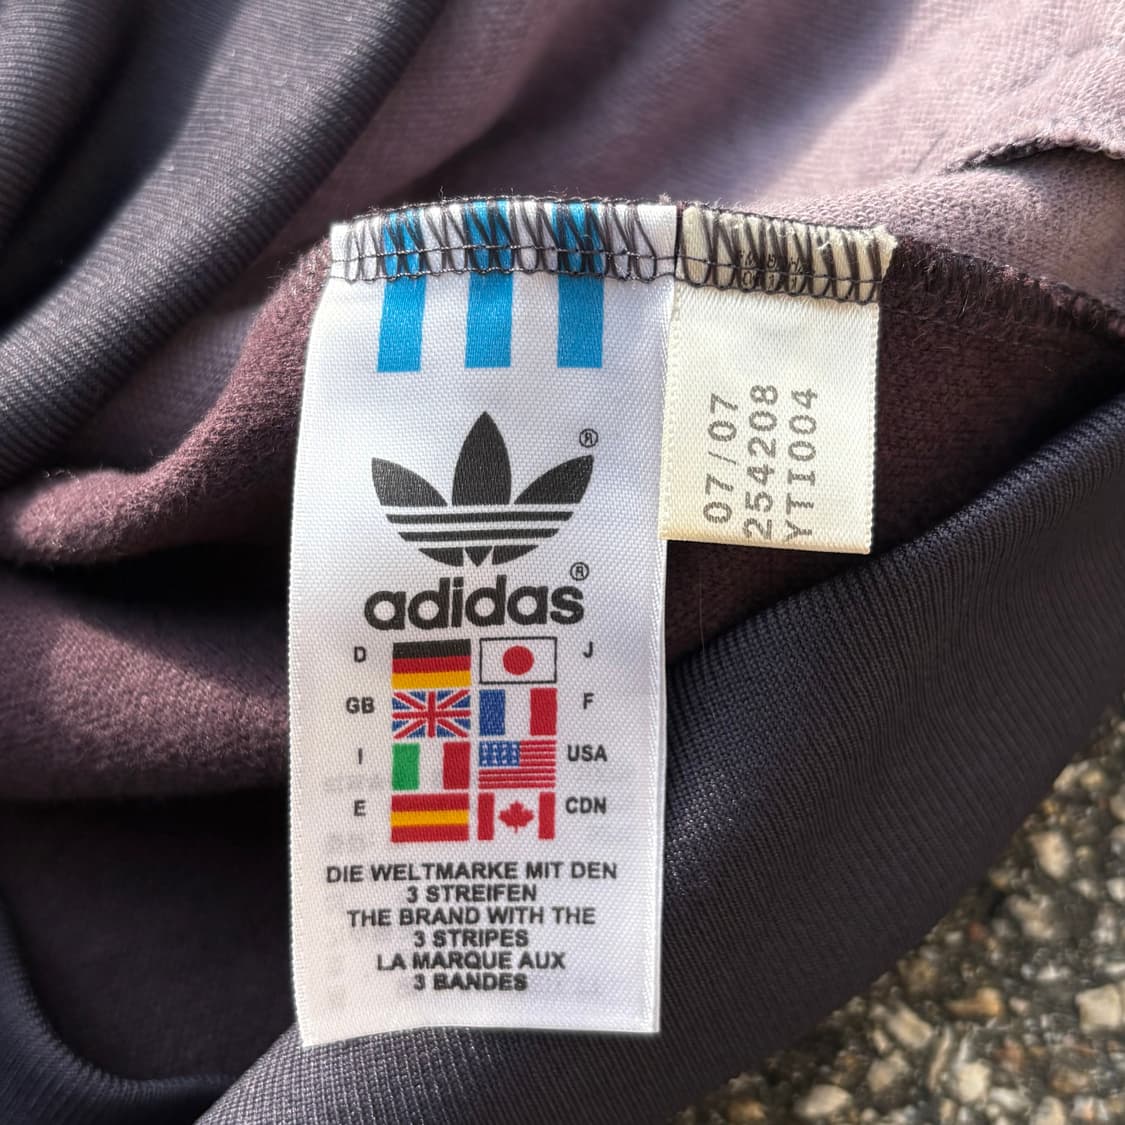 ®
adidas®
D J
GB F
I USA
E CDN
DIE WELTMARKE MIT DEN
3 STREIFEN
THE BRAND WITH THE
3 STRIPES
LA MARQUE AUX
3 BANDES
07/07
254208
YTI004